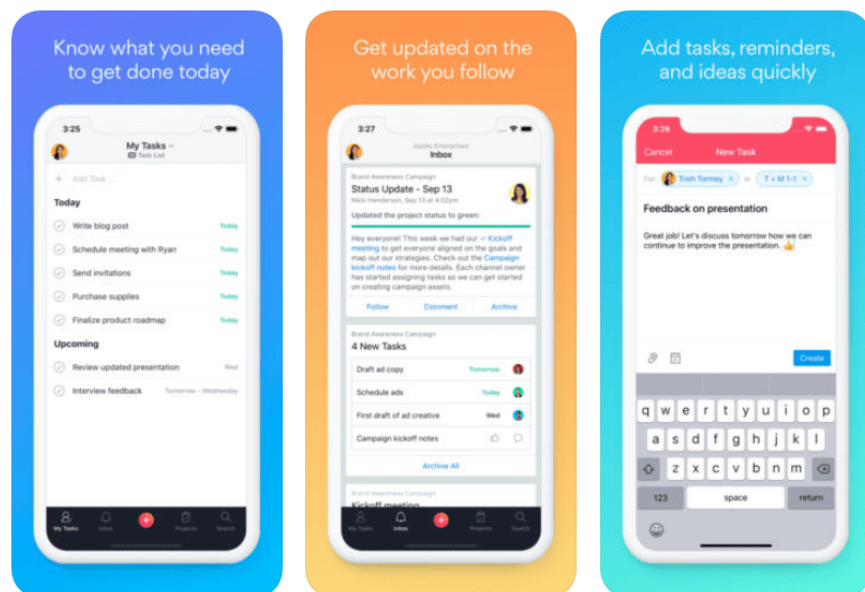 Know what you need
to get done today
3:25
My Tasks
Task List
Add Task ...
Today
Write blog post Today
Schedule meeting with Ryan Today
Send invitations Today
Purchase supplies Today
Finalize product roadmap Today
Upcoming
Review updated presentation Wed
Interview feedback Tomorrow - Wednesday
My Tasks Inbox Projects Search
Get updated on the
work you follow
3:27
Apollo Enterprises
Inbox
Brand Awareness Campaign
Status Update - Sep 13
Nikki Henderson, Sep 13 at 4:02pm
Updated the project status to green:
Hey everyone! This week we had our ✓ Kickoff
meeting to get everyone aligned on the goals and
map out our strategies. Check out the Campaign
kickoff notes for more details. Each channel owner
has started assigning tasks so we can get started
on creating campaign assets.
Follow Comment Archive
Brand Awareness Campaign
4 New Tasks
Draft ad copy Tomorrow
Schedule ads Today
First draft of ad creative Wed
Campaign kickoff notes
Archive All
Brand Awareness Campaign
Kickoff meeting
My Tasks Inbox Projects Search
Add tasks, reminders,
and ideas quickly
3:26
Cancel New Task
For Trish Tormey × in T + M 1-1 ×
Feedback on presentation
Great job! Let's discuss tomorrow how we can
continue to improve the presentation. 👍
Create
q w e r t y u i o p
a s d f g h j k l
z x c v b n m
123 space return